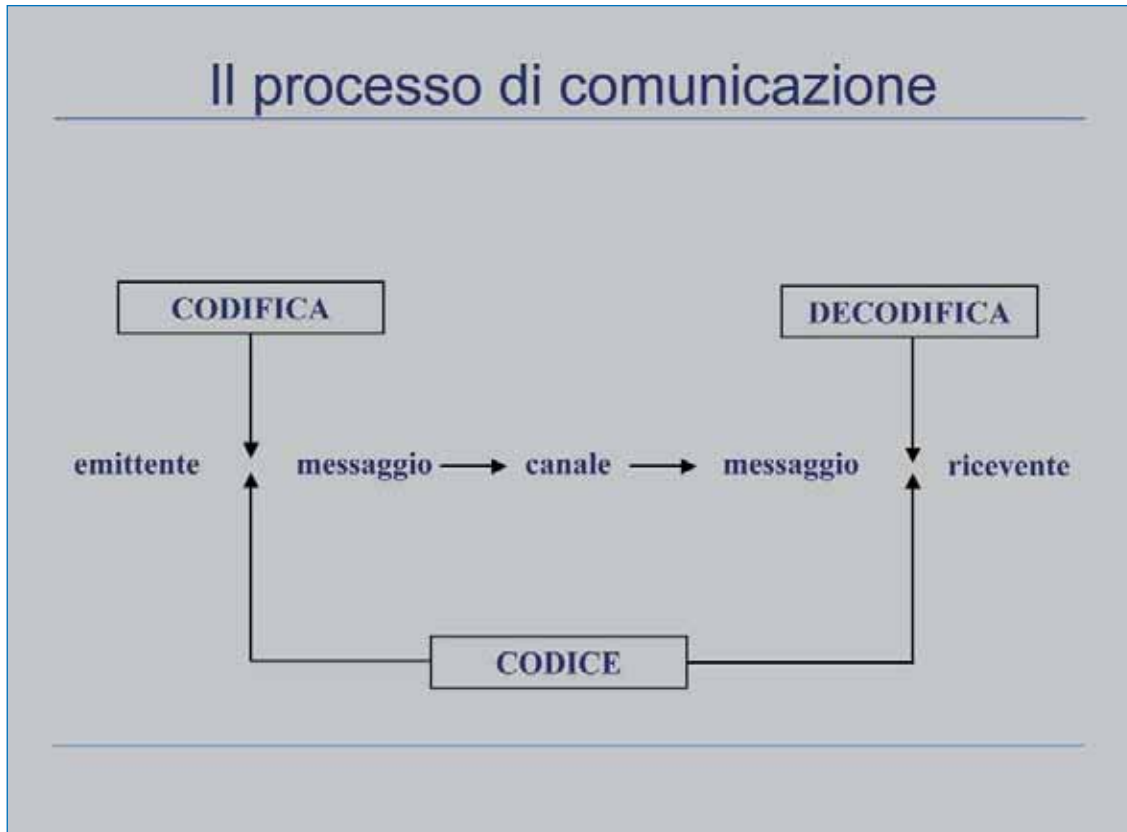 Il processo di comunicazione
CODIFICA
DECODIFICA
emittente messaggio canale messaggio ricevente
CODICE